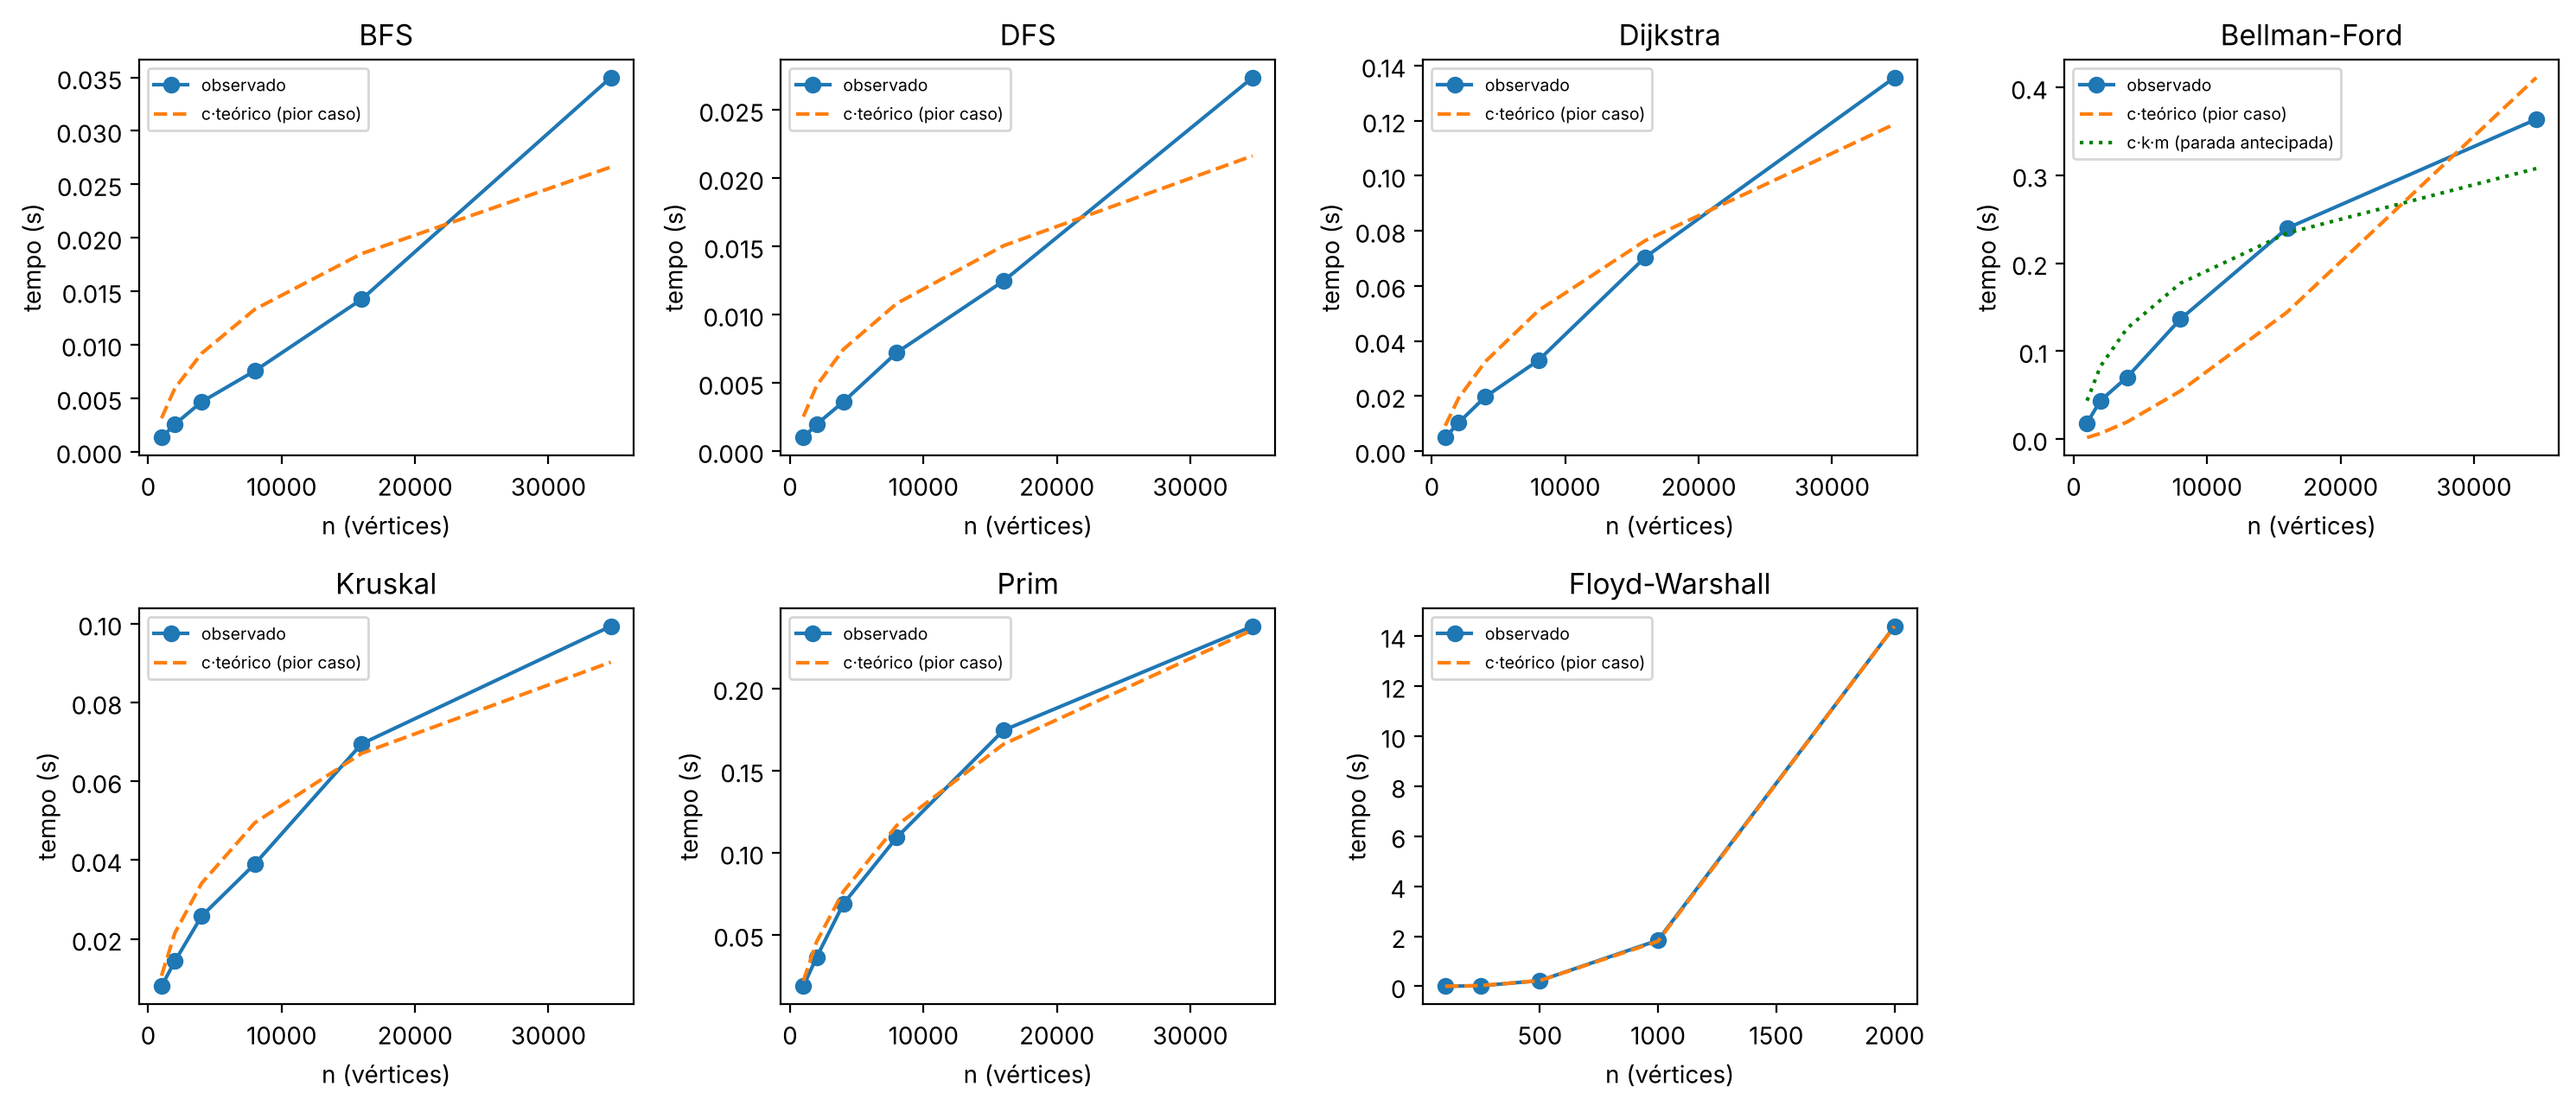 BFS
0.035
0.030
0.025
0.020
0.015
0.010
0.005
0.000
tempo (s)
observado
c·teórico (pior caso)
0 10000 20000 30000
n (vértices)
DFS
0.025
0.020
0.015
0.010
0.005
0.000
tempo (s)
observado
c·teórico (pior caso)
0 10000 20000 30000
n (vértices)
Dijkstra
0.14
0.12
0.10
0.08
0.06
0.04
0.02
0.00
tempo (s)
observado
c·teórico (pior caso)
0 10000 20000 30000
n (vértices)
Bellman-Ford
0.4
0.3
0.2
0.1
0.0
tempo (s)
observado
c·teórico (pior caso)
c·k·m (parada antecipada)
0 10000 20000 30000
n (vértices)
Kruskal
0.10
0.08
0.06
0.04
0.02
tempo (s)
observado
c·teórico (pior caso)
0 10000 20000 30000
n (vértices)
Prim
0.20
0.15
0.10
0.05
tempo (s)
observado
c·teórico (pior caso)
0 10000 20000 30000
n (vértices)
Floyd-Warshall
14
12
10
8
6
4
2
0
tempo (s)
observado
c·teórico (pior caso)
500 1000 1500 2000
n (vértices)